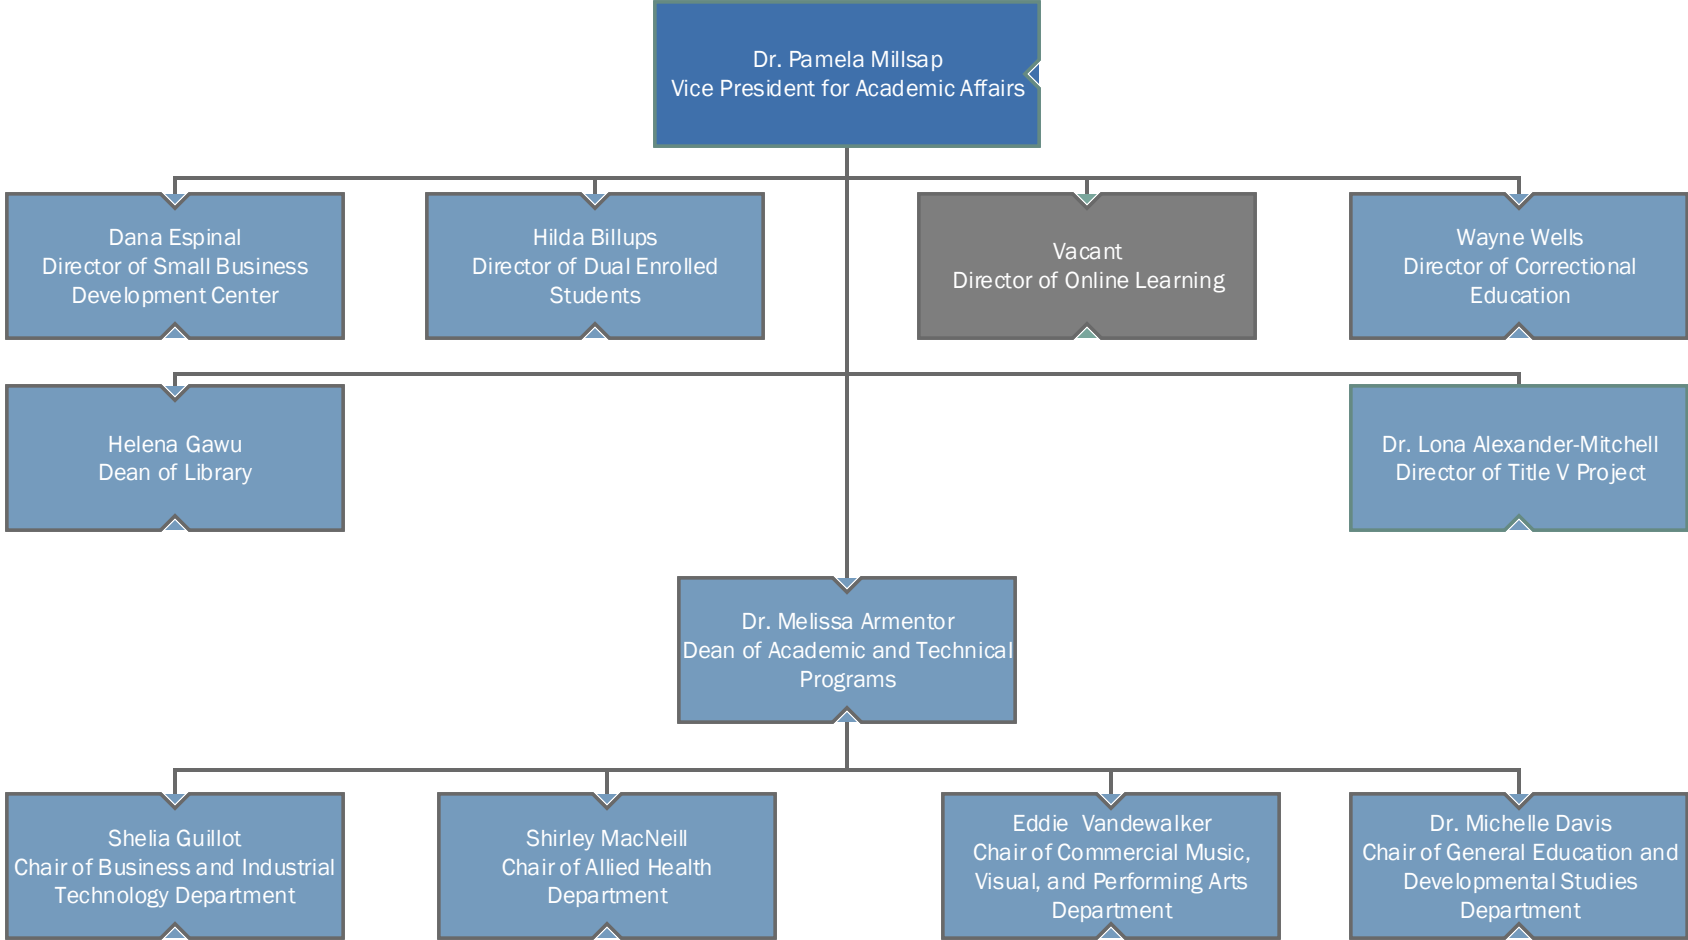 Dr. Pamela Millsap
Vice President for Academic Affairs
Dana Espinal
Director of Small Business
Development Center
Hilda Billups
Director of Dual Enrolled
Students
Vacant
Director of Online Learning
Wayne Wells
Director of Correctional
Education
Helena Gawu
Dean of Library
Dr. Lona Alexander-Mitchell
Director of Title V Project
Dr. Melissa Armentor
Dean of Academic and Technical
Programs
Shelia Guillot
Chair of Business and Industrial
Technology Department
Shirley MacNeill
Chair of Allied Health
Department
Eddie Vandewalker
Chair of Commercial Music,
Visual, and Performing Arts
Department
Dr. Michelle Davis
Chair of General Education and
Developmental Studies
Department